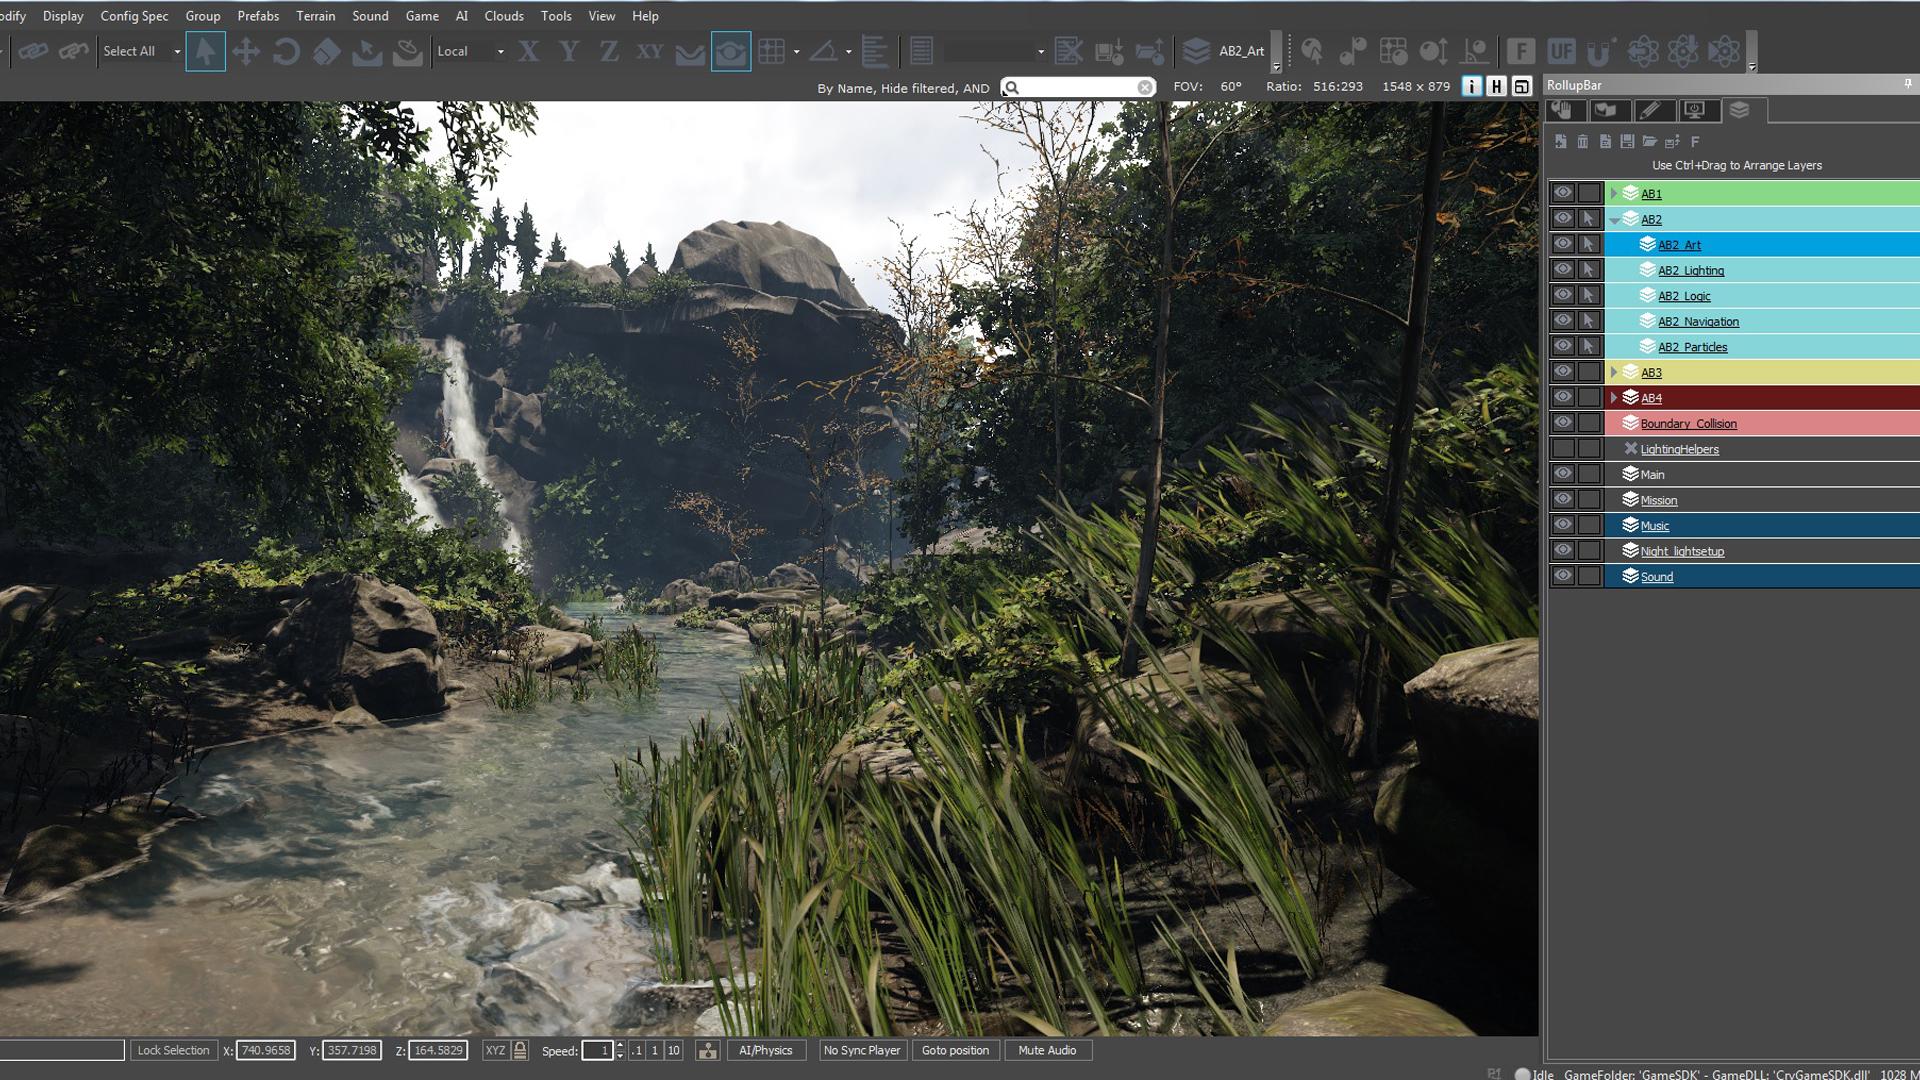 odify Display Config Spec Group Prefabs Terrain Sound Game AI Clouds Tools View Help
Select All Local X Y Z XY AB2_Art F UF
By Name, Hide filtered, AND FOV: 60° Ratio: 516:293 1548 x 879 i H
RollupBar
F
Use Ctrl+Drag to Arrange Layers
AB1
AB2
AB2_Art
AB2_Lighting
AB2_Logic
AB2_Navigation
AB2_Particles
AB3
AB4
Boundary_Collision
LightingHelpers
Main
Mission
Music
Night_lightsetup
Sound
Lock Selection X: 740.9658 Y: 357.7198 Z: 164.5829 XYZ Speed: 1 .1 1 10 AI/Physics No Sync Player Goto position Mute Audio
Idle GameFolder: 'GameSDK' - GameDLL: 'CryGameSDK.dll' 1028 M